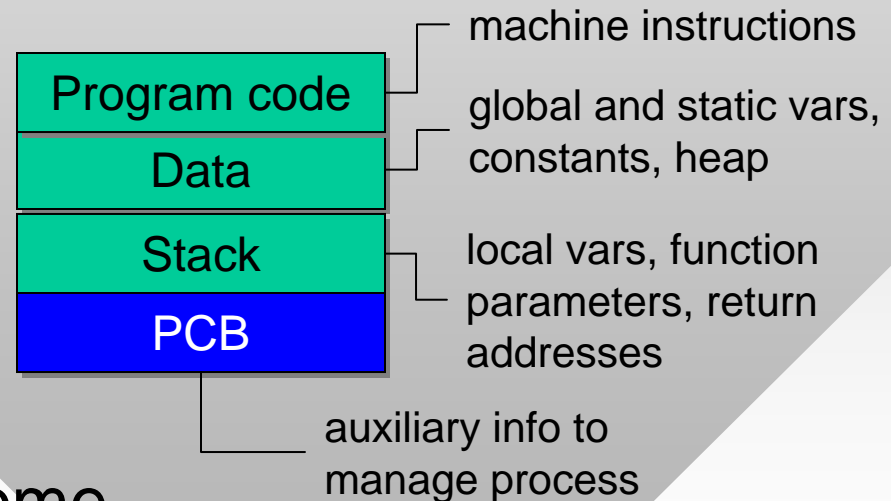 machine instructions
Program code
global and static vars,
constants, heap
Data
Stack
local vars, function
parameters, return
addresses
PCB
auxiliary info to
manage process